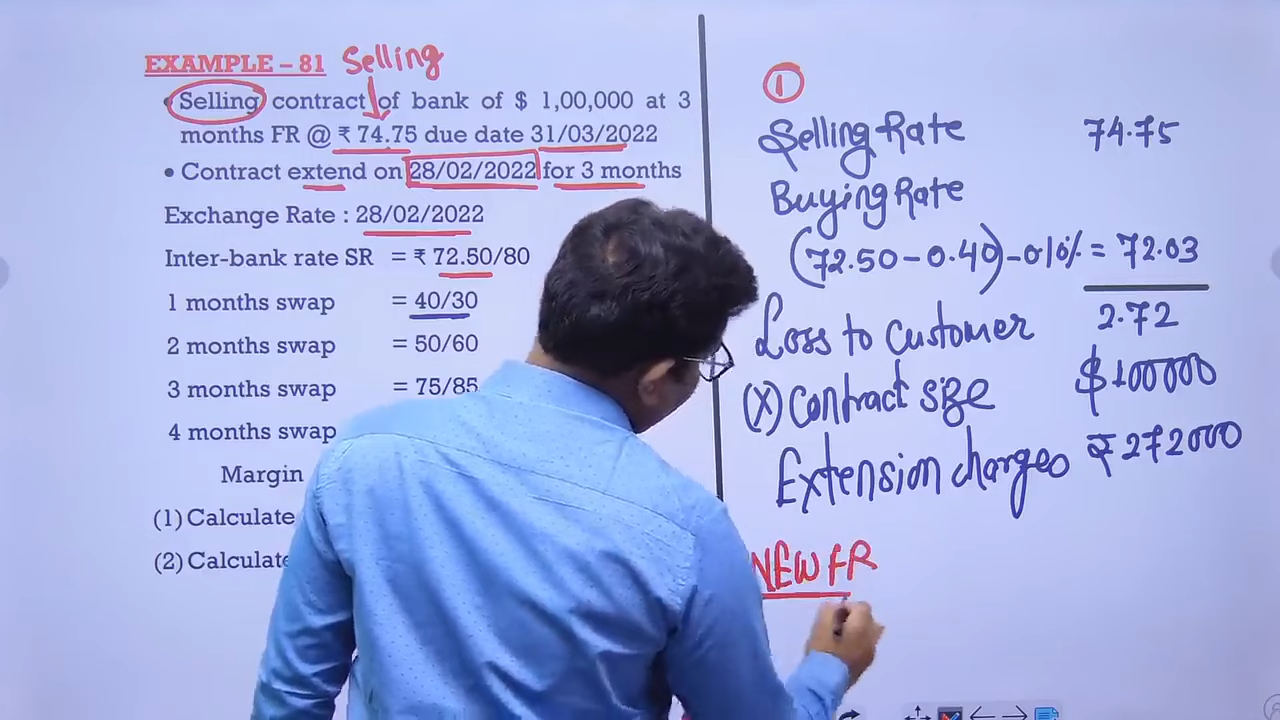 EXAMPLE – 81 Selling
• Selling contract of bank of $ 1,00,000 at 3
months FR @ ₹ 74.75 due date 31/03/2022
• Contract extend on 28/02/2022 for 3 months
Exchange Rate : 28/02/2022
Inter-bank rate SR = ₹ 72.50/80
1 months swap = 40/30
2 months swap = 50/60
3 months swap = 75/85
4 months swap
Margin
(1) Calculate
(2) Calculate
①
Selling Rate 74.75
Buying Rate
(72.50 - 0.40) - 0.10% = 72.03
Loss to customer 2.72
(X) contract size $ 100000
Extension charges ₹ 272000
NEW FR